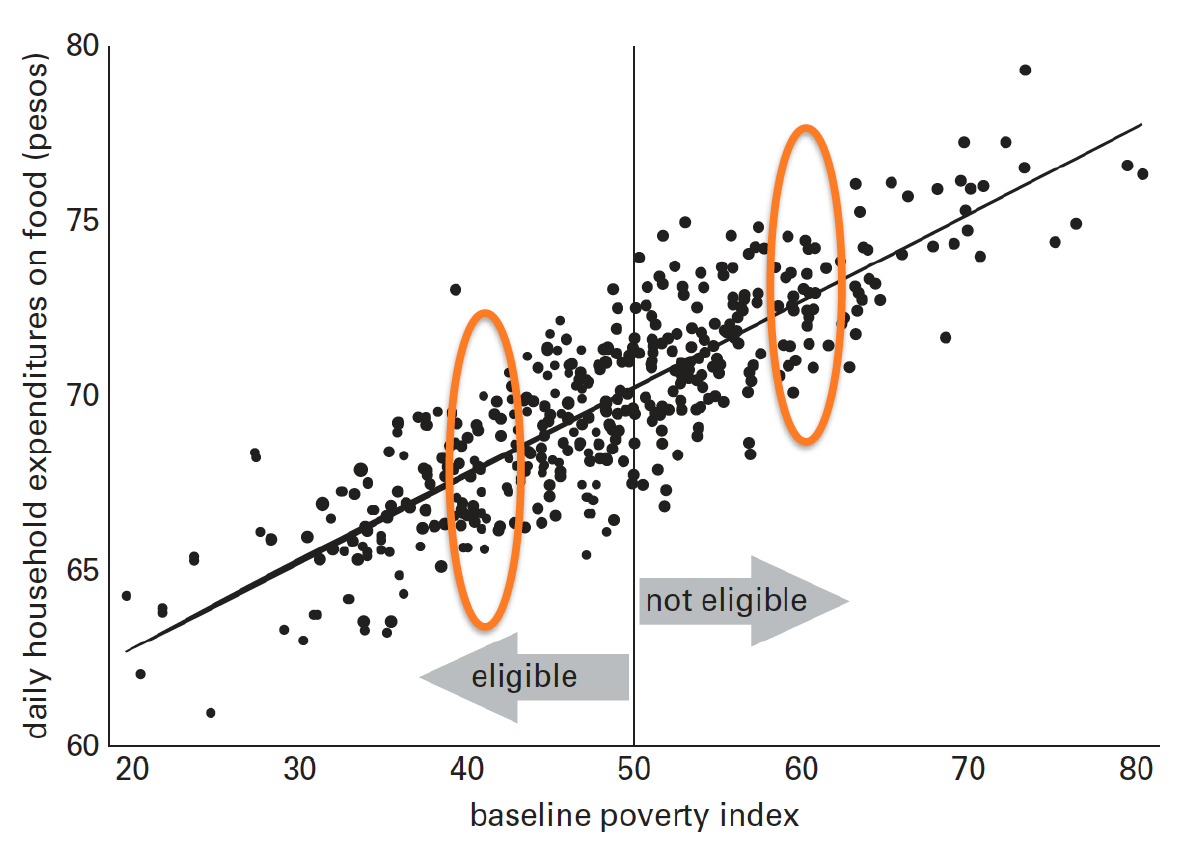 daily household expenditures on food (pesos)
80
75
70
65
60
not eligible
eligible
20 30 40 50 60 70 80
baseline poverty index